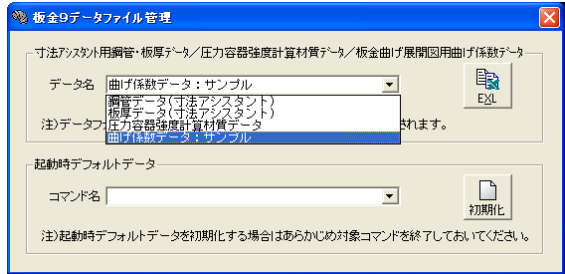 板金9データファイル管理
寸法アシスタント用鋼管・板厚データ/圧力容器強度計算材質データ/板金曲げ展開図用曲げ係数データ
データ名 曲げ係数データ:サンプル
EXL
鋼管データ(寸法アシスタント)
板厚データ(寸法アシスタント)
圧力容器強度計算材質データ
曲げ係数データ:サンプル
注)データフ
されます。
起動時デフォルトデータ
コマンド名
初期化
注)起動時デフォルトデータを初期化する場合はあらかじめ対象コマンドを終了しておいてください。